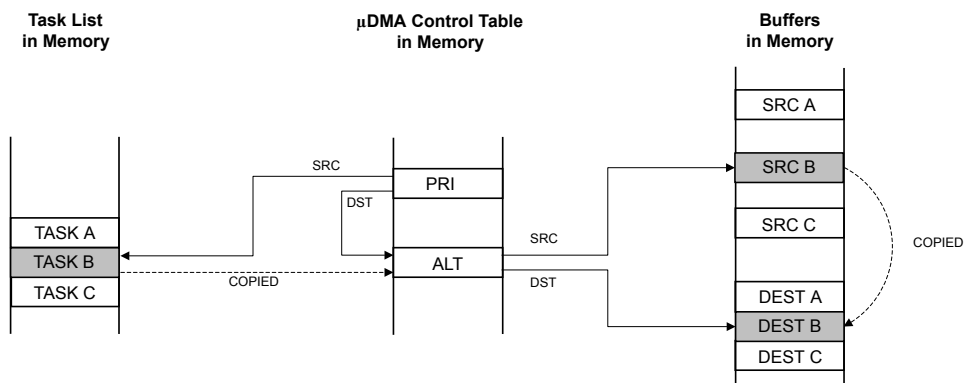 Task List
in Memory
µDMA Control Table
in Memory
Buffers
in Memory
SRC A
SRC
PRI
SRC B
DST
SRC C
TASK A
SRC
COPIED
TASK B
ALT
COPIED
DST
TASK C
DEST A
DEST B
DEST C